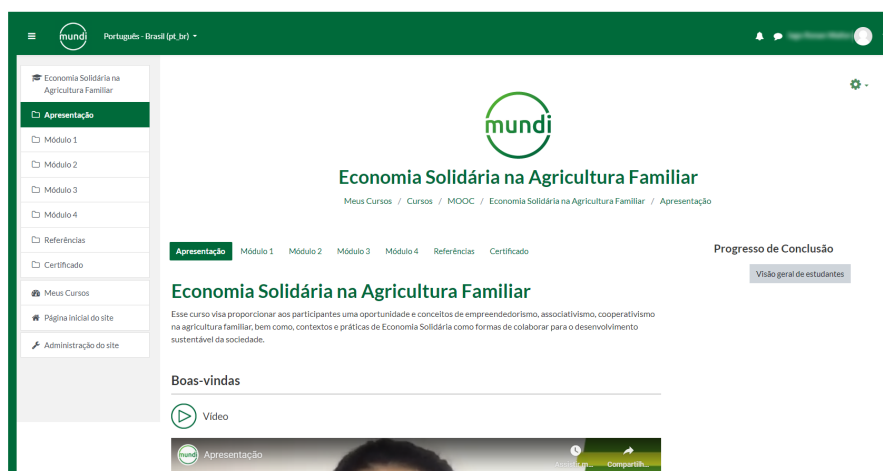 mundi
Português - Brasil (pt_br)
Economia Solidária na
Agricultura Familiar
Apresentação
Módulo 1
Módulo 2
Módulo 3
Módulo 4
Referências
Certificado
Meus Cursos
Página inicial do site
Administração do site
mundi
Economia Solidária na Agricultura Familiar
Meus Cursos / Cursos / MOOC / Economia Solidária na Agricultura Familiar / Apresentação
Apresentação Módulo 1 Módulo 2 Módulo 3 Módulo 4 Referências Certificado
Economia Solidária na Agricultura Familiar
Esse curso visa proporcionar aos participantes uma oportunidade e conceitos de empreendedorismo, associativismo, cooperativismo
na agricultura familiar, bem como, contextos e práticas de Economia Solidária como formas de colaborar para o desenvolvimento
sustentável da sociedade.
Boas-vindas
Vídeo
mundi
Apresentação
Assistir m... Compartilh...
Progresso de Conclusão
Visão geral de estudantes